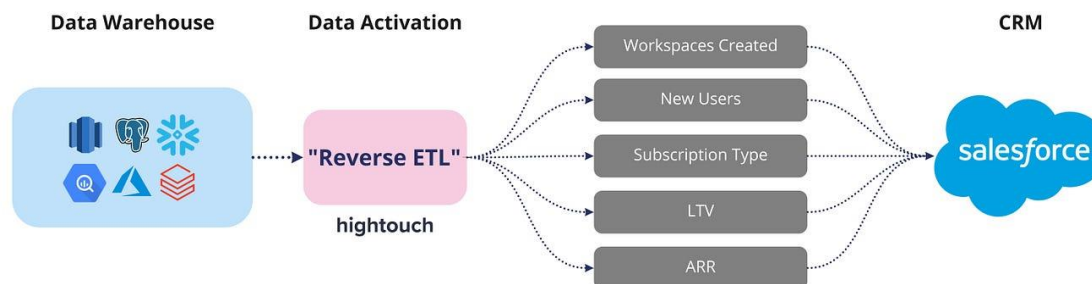 Data Warehouse
Data Activation
CRM
Workspaces Created
New Users
"Reverse ETL"
Subscription Type
salesforce
LTV
hightouch
ARR